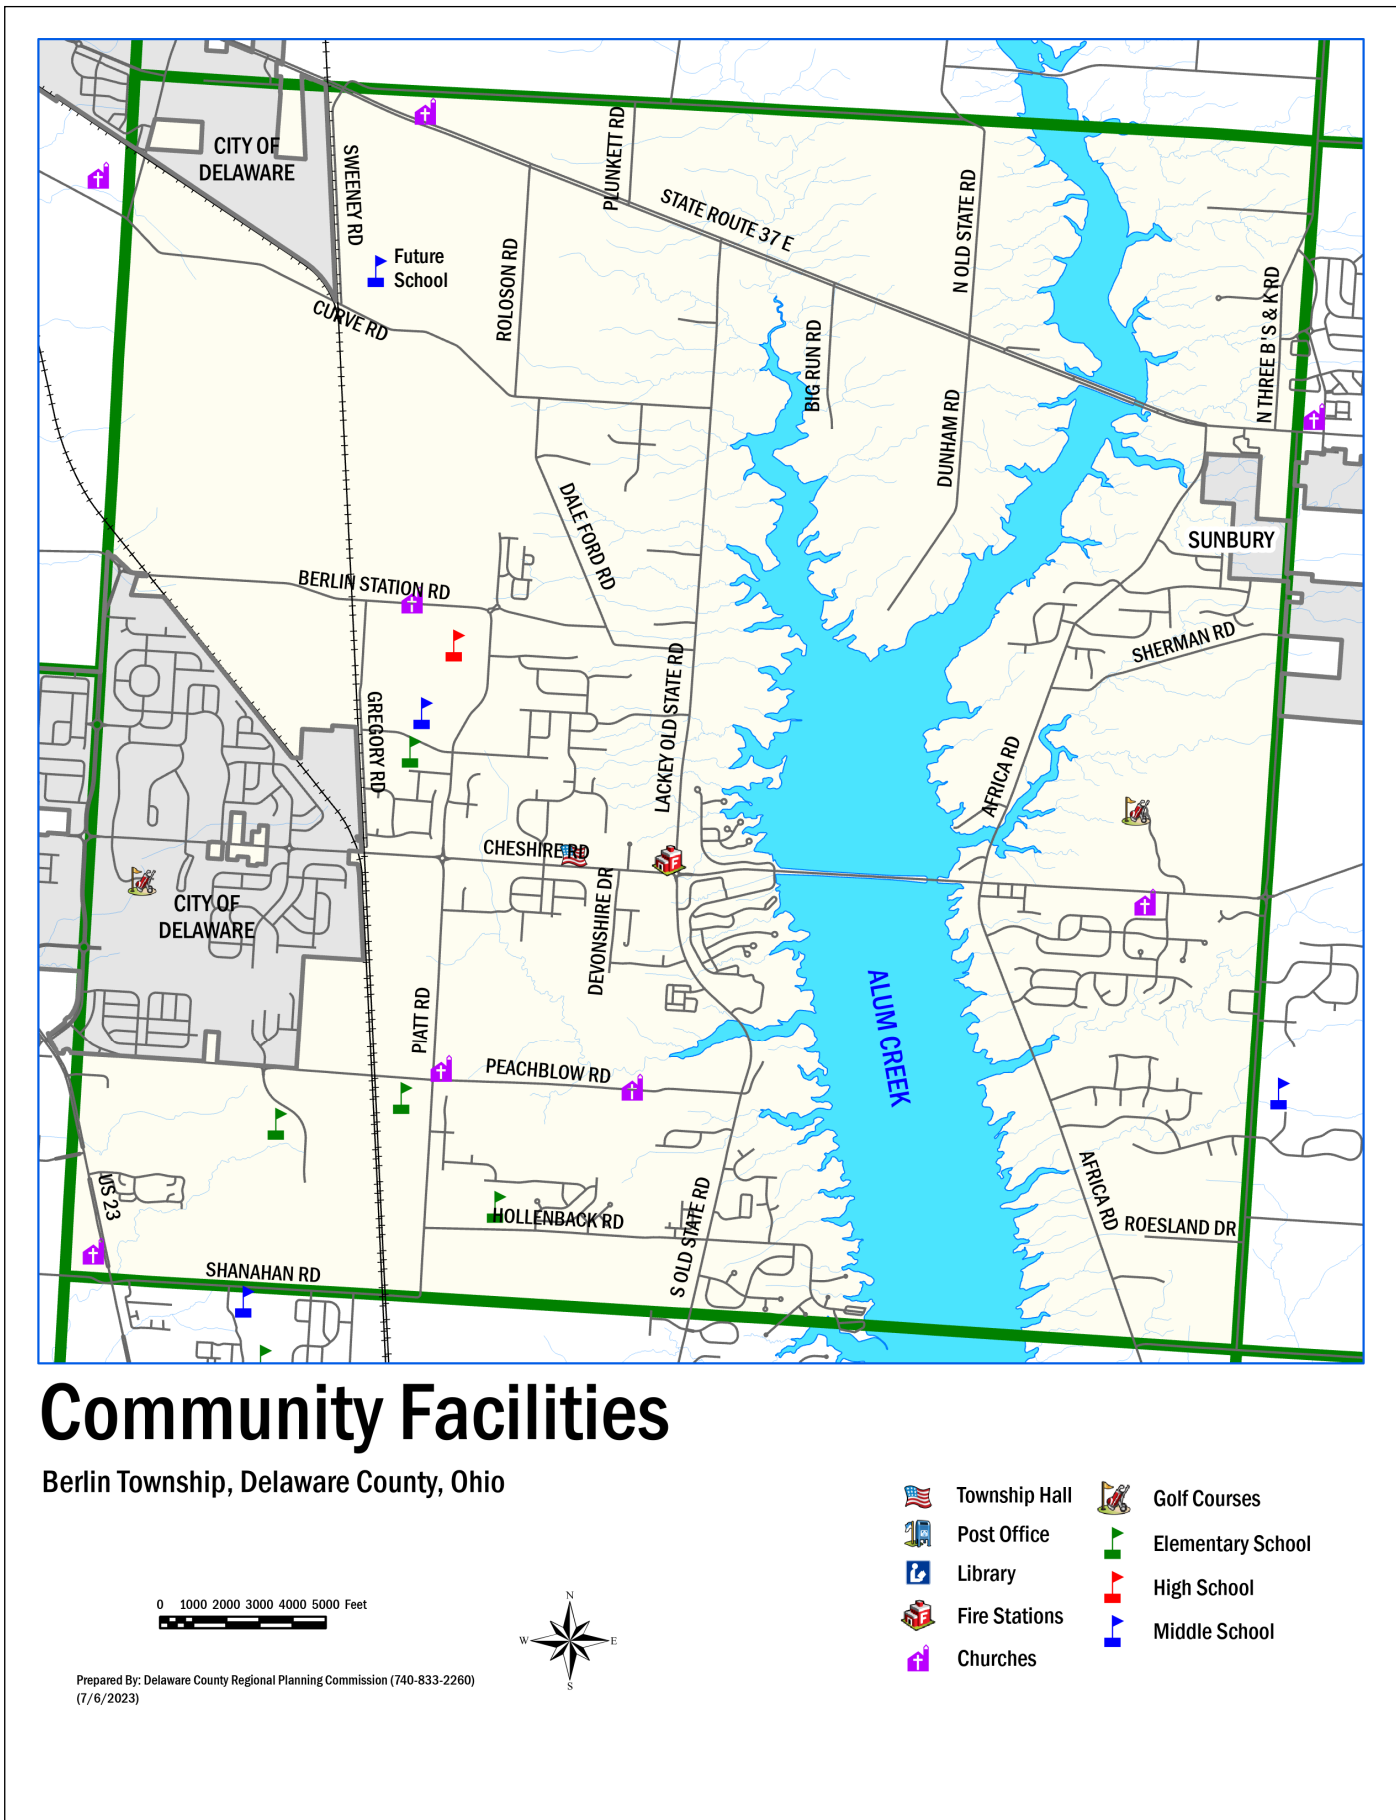 CITY OF
DELAWARE
SWEENEY RD
PLUNKETT RD
STATE ROUTE 37 E
N OLD STATE RD
Future
School
ROLOSON RD
CURVE RD
BIG RUN RD
N THREE B'S & K RD
DUNHAM RD
DALE FORD RD
SUNBURY
BERLIN STATION RD
SHERMAN RD
GREGORY RD
LACKEY OLD STATE RD
AFRICA RD
CHESHIRE RD
DEVONSHIRE DR
CITY OF
DELAWARE
ALUM CREEK
PIATT RD
PEACHBLOW RD
US 23
HOLLENBACK RD
S OLD STATE RD
AFRICA RD
ROESLAND DR
SHANAHAN RD
Community Facilities
Berlin Township, Delaware County, Ohio
Township Hall
Post Office
Library
Fire Stations
Churches
Golf Courses
Elementary School
High School
Middle School
0 1000 2000 3000 4000 5000 Feet
N
W E
S
Prepared By: Delaware County Regional Planning Commission (740-833-2260)
(7/6/2023)